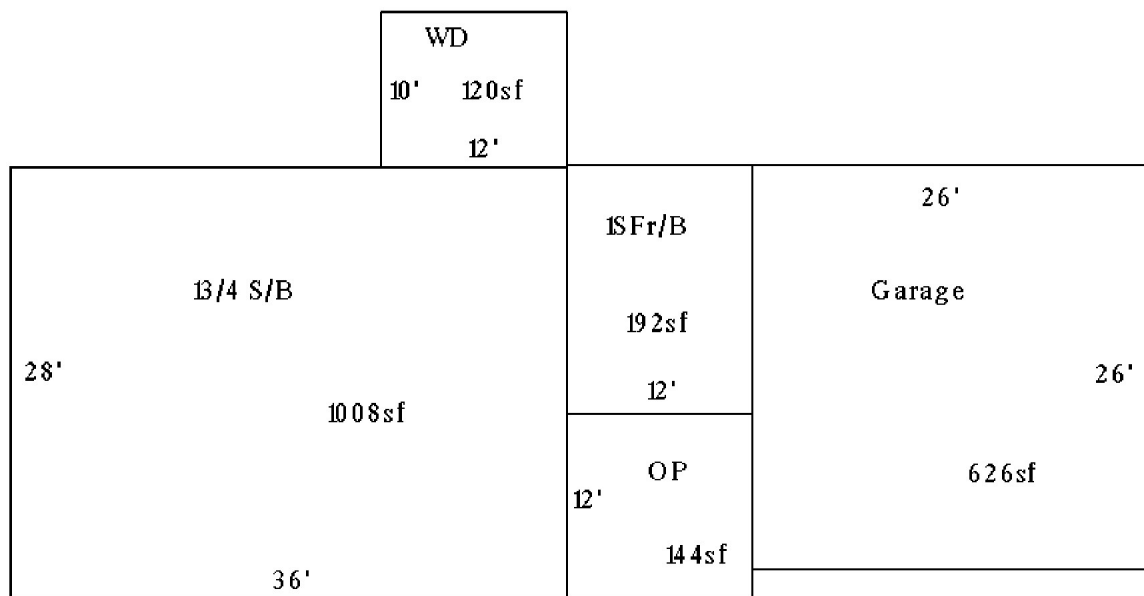 WD
10' 120sf
12'
13/4 S/B
28'
1008sf
36'
1SFr/B
192sf
12'
OP
12'
144sf
26'
Garage
26'
626sf